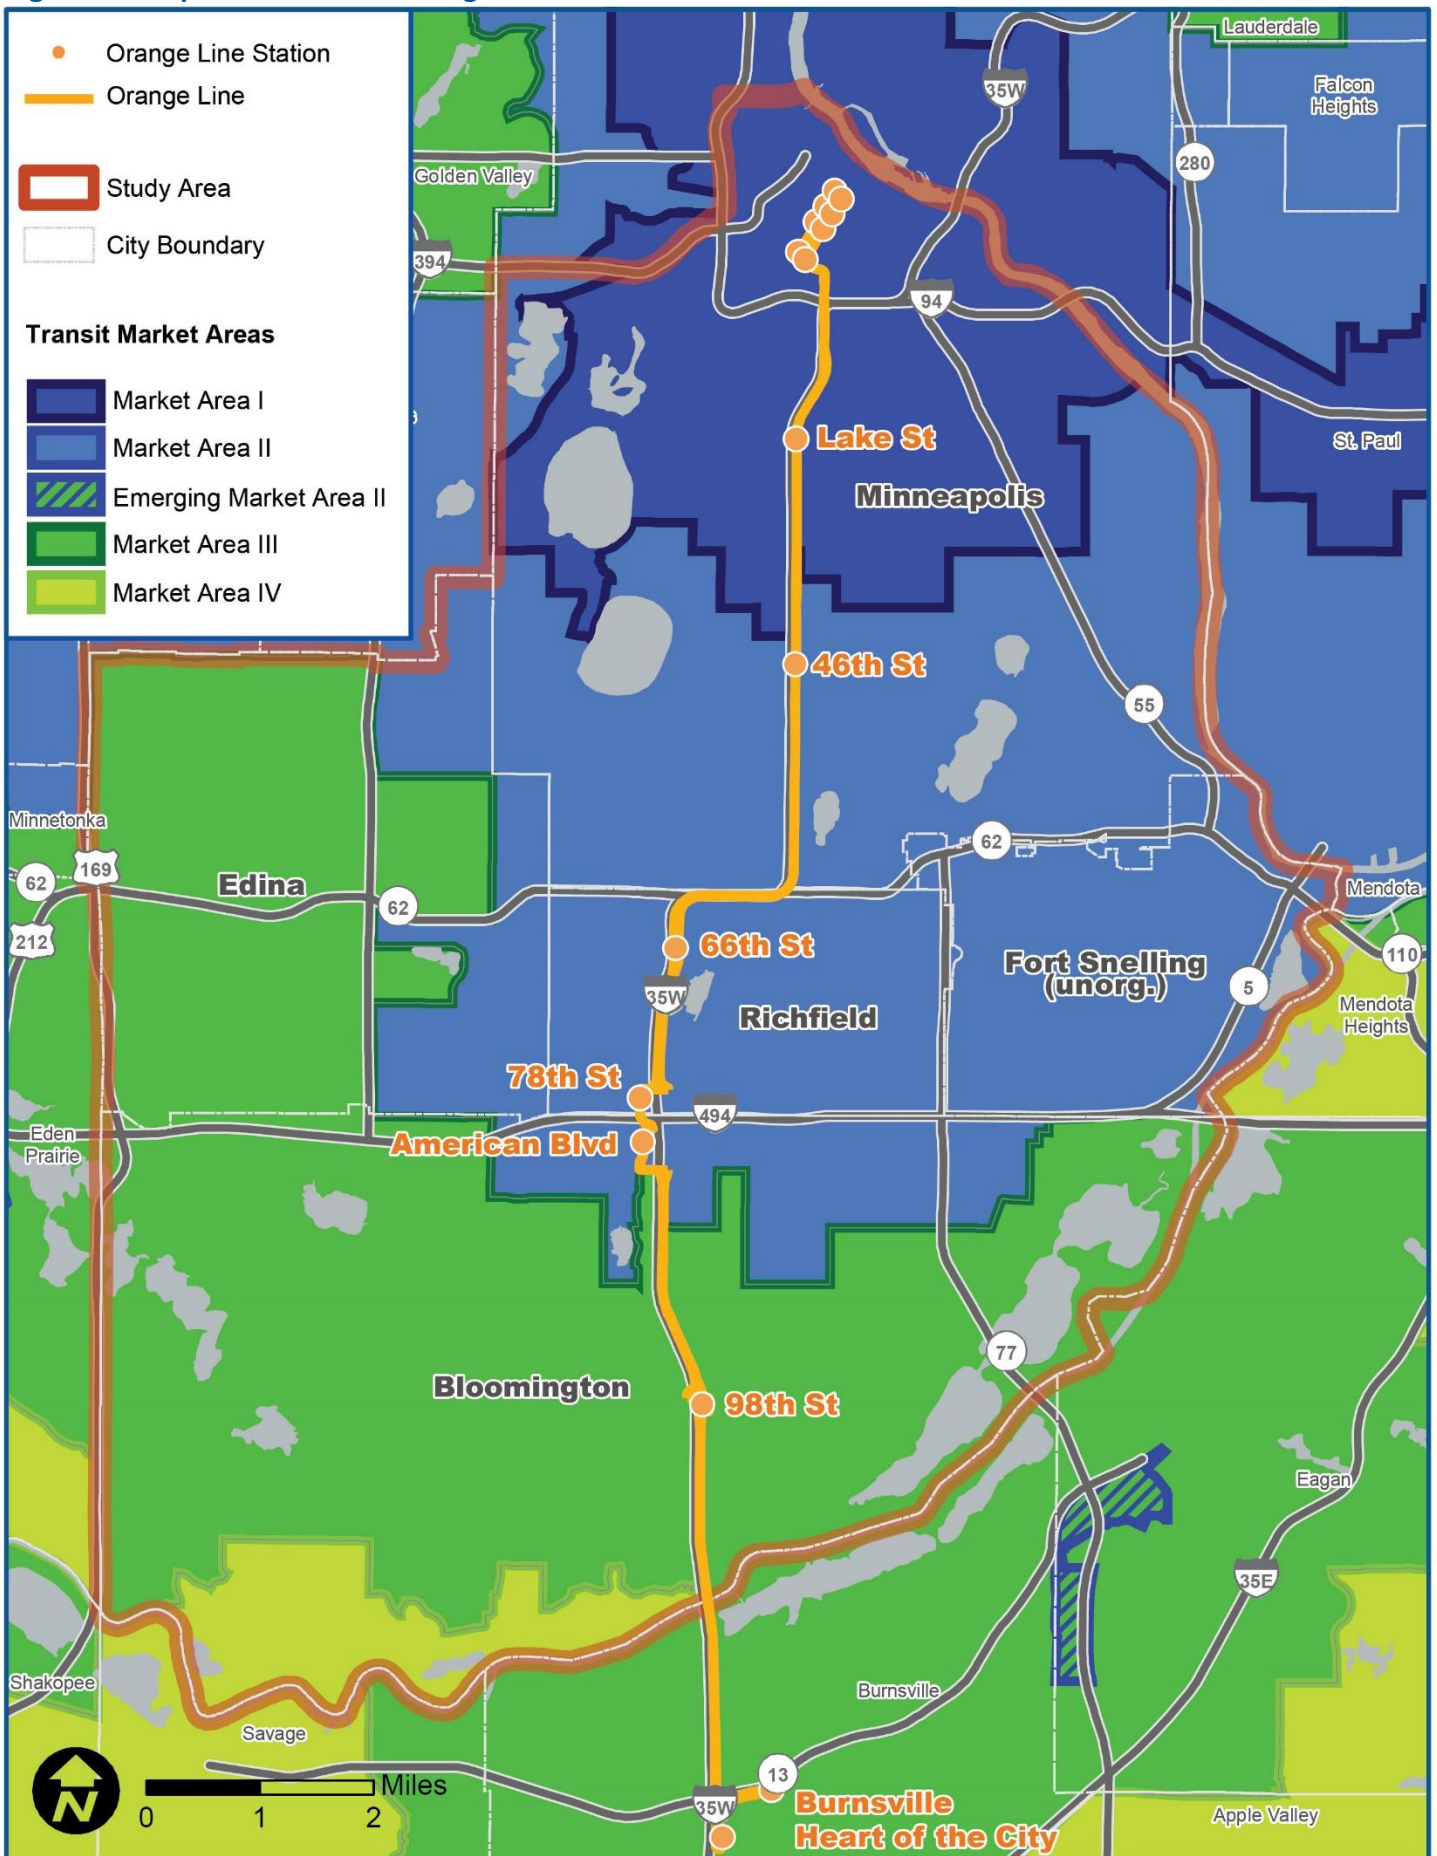 Orange Line Station
Orange Line
Study Area
City Boundary
Transit Market Areas
Market Area I
Market Area II
Emerging Market Area II
Market Area III
Market Area IV
Lauderdale
35W
Falcon
Heights
280
Golden Valley
394
94
Lake St
St. Paul
Minneapolis
46th St
55
Minnetonka
62
169
62
Edina
62
Mendota
212
66th St
Fort Snelling
(unorg.)
110
5
35W
Richfield
Mendota
Heights
78th St
494
Eden
Prairie
American Blvd
77
Bloomington
98th St
Eagan
35E
Shakopee
Burnsville
Savage
N
Miles
0 1 2
13
35W
Burnsville
Heart of the City
Apple Valley